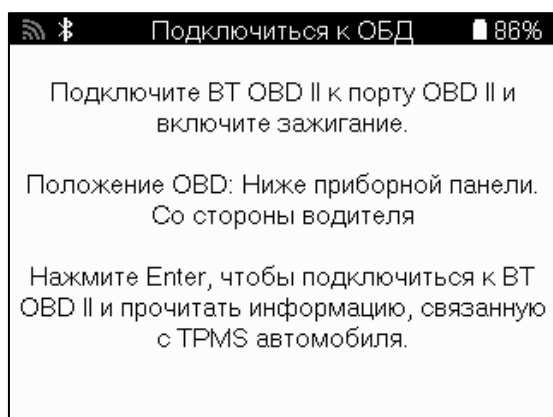 Подключиться к ОБД 86%
Подключите BT OBD II к порту OBD II и
включите зажигание.
Положение OBD: Ниже приборной панели.
Со стороны водителя
Нажмите Enter, чтобы подключиться к BT
OBD II и прочитать информацию, связанную
с TPMS автомобиля.